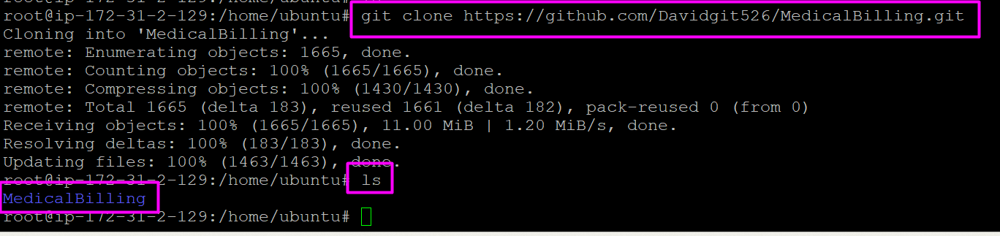 root@ip-172-31-2-129:/home/ubuntu# git clone https://github.com/Davidgit526/MedicalBilling.git
Cloning into 'MedicalBilling'...
remote: Enumerating objects: 1665, done.
remote: Counting objects: 100% (1665/1665), done.
remote: Compressing objects: 100% (1430/1430), done.
remote: Total 1665 (delta 183), reused 1661 (delta 182), pack-reused 0 (from 0)
Receiving objects: 100% (1665/1665), 11.00 MiB | 1.20 MiB/s, done.
Resolving deltas: 100% (183/183), done.
Updating files: 100% (1463/1463), done.
root@ip-172-31-2-129:/home/ubuntu# ls
MedicalBilling
root@ip-172-31-2-129:/home/ubuntu#